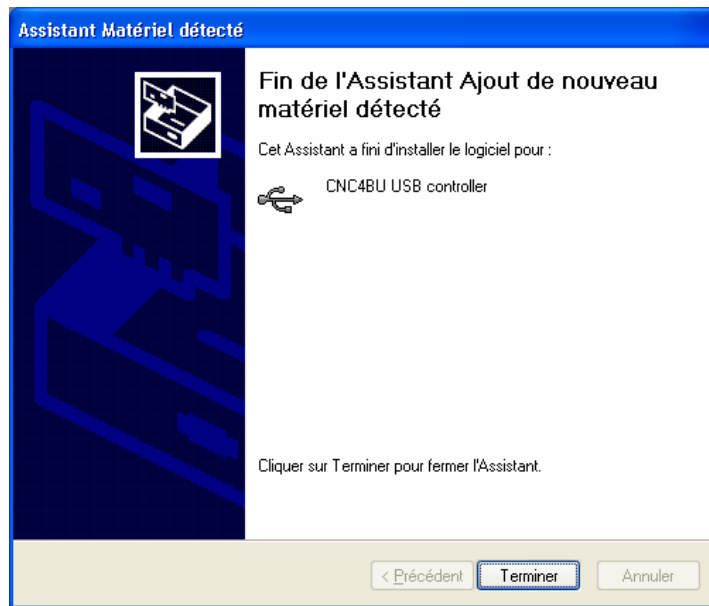 Assistant Matériel détecté
Fin de l'Assistant Ajout de nouveau
matériel détecté
Cet Assistant a fini d'installer le logiciel pour :
CNC4BU USB controller
Cliquer sur Terminer pour fermer l'Assistant.
< Précédent
Terminer
Annuler